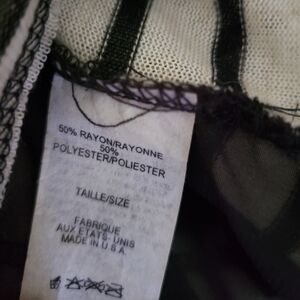 50% RAYON/RAYONNE
50%
POLYESTER/POLIESTER
TAILLE/SIZE
FABRIQUE
AUX ETATS-UNIS
MADE IN U S A